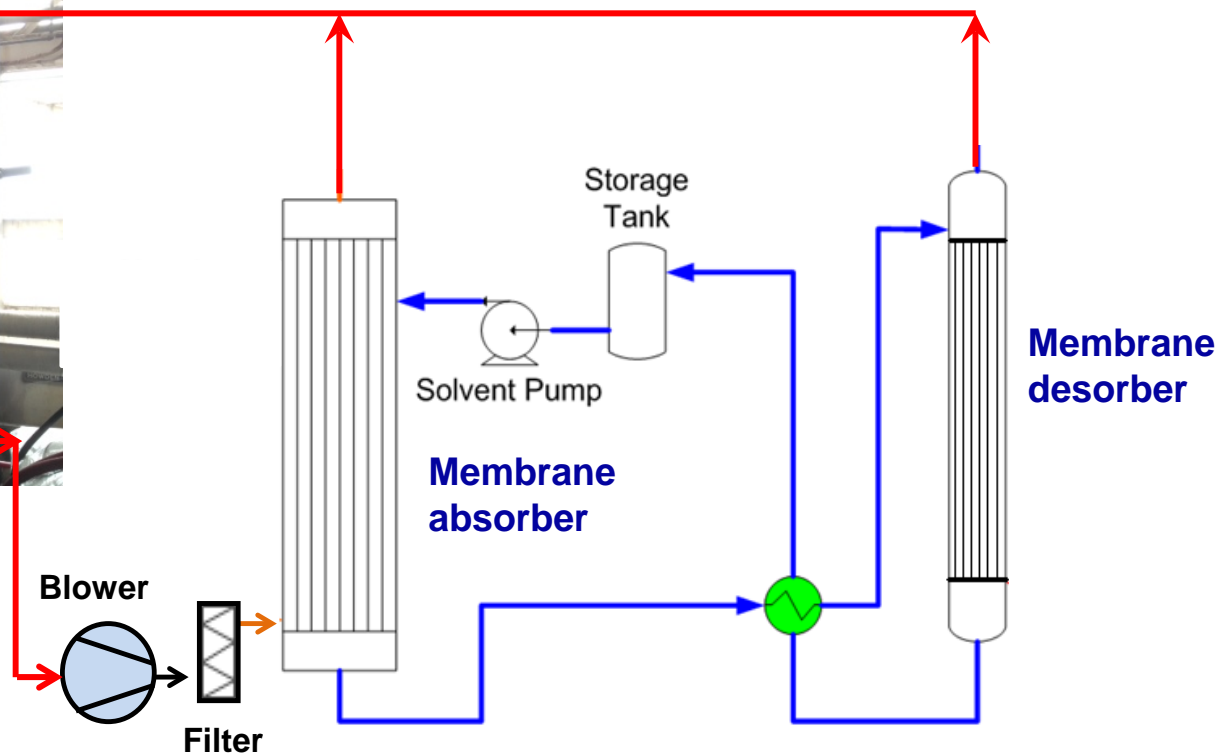 Storage
Tank
Solvent Pump
Membrane
absorber
Membrane
desorber
Blower
Filter